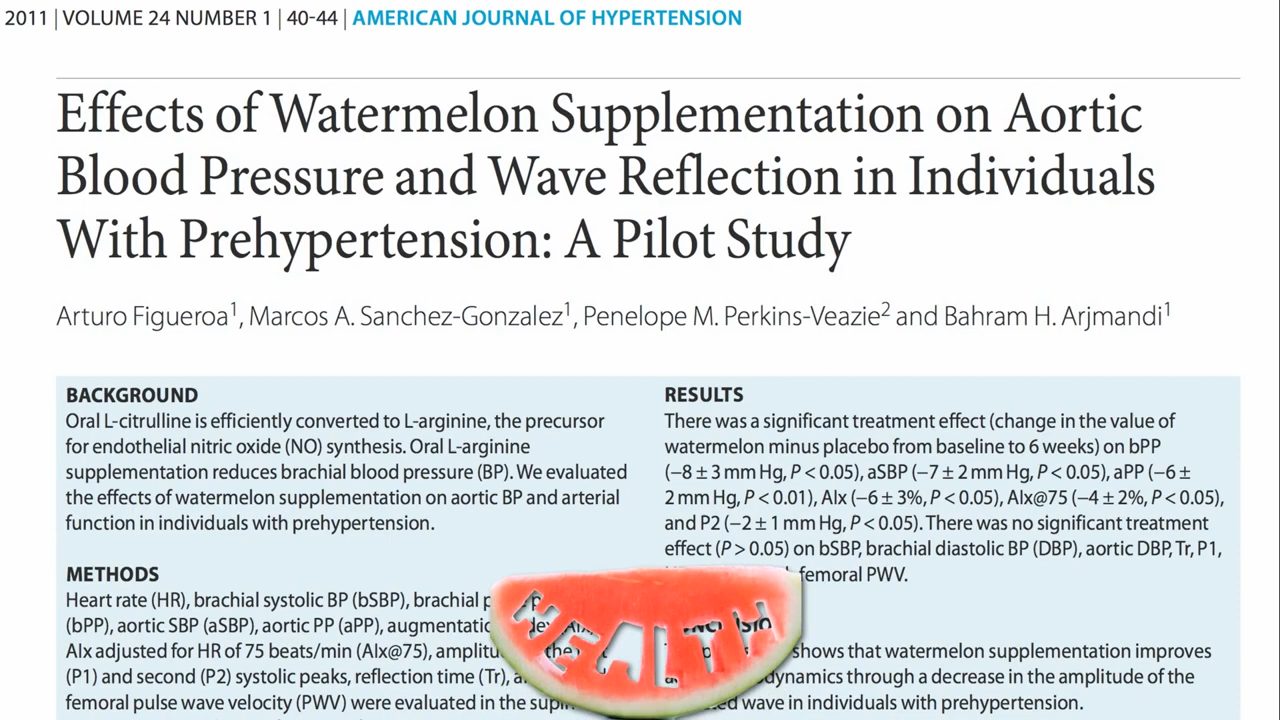 2011 | VOLUME 24 NUMBER 1 | 40-44 | AMERICAN JOURNAL OF HYPERTENSION
Effects of Watermelon Supplementation on Aortic
Blood Pressure and Wave Reflection in Individuals
With Prehypertension: A Pilot Study
Arturo Figueroa1, Marcos A. Sanchez-Gonzalez1, Penelope M. Perkins-Veazie2 and Bahram H. Arjmandi1
BACKGROUND
Oral L-citrulline is efficiently converted to L-arginine, the precursor
for endothelial nitric oxide (NO) synthesis. Oral L-arginine
supplementation reduces brachial blood pressure (BP). We evaluated
the effects of watermelon supplementation on aortic BP and arterial
function in individuals with prehypertension.
METHODS
Heart rate (HR), brachial systolic BP (bSBP), brachial
(bPP), aortic SBP (aSBP), aortic PP (aPP),
AIx adjusted for HR of 75 beats/min (AIx@75), the
(P1) and second (P2) systolic peaks, reflection time (Tr),
femoral pulse wave velocity (PWV) were evaluated in the
RESULTS
There was a significant treatment effect (change in the value of
watermelon minus placebo from baseline to 6 weeks) on bPP
(−8 ± 3 mm Hg, P < 0.05), aSBP (−7 ± 2 mm Hg, P < 0.05), aPP (−6 ±
2 mm Hg, P < 0.01), AIx (−6 ± 3%, P < 0.05), AIx@75 (−4 ± 2%, P < 0.05),
and P2 (−2 ± 1 mm Hg, P < 0.05). There was no significant treatment
effect (P > 0.05) on bSBP, brachial diastolic BP (DBP), aortic DBP, Tr, P1,
femoral PWV.
shows that watermelon supplementation improves
through a decrease in the amplitude of the
wave in individuals with prehypertension.
HEALTH